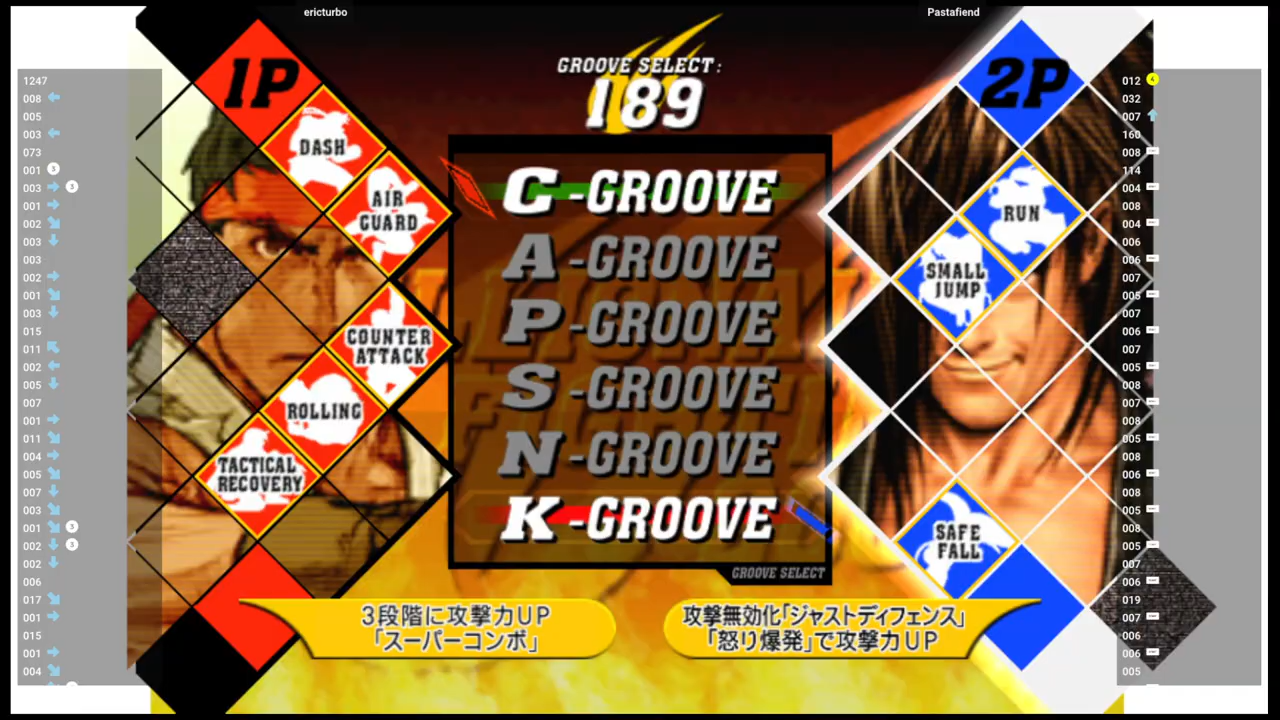 ericturbo
Pastafiend
1P
GROOVE SELECT:
189
2P
DASH
AIR
GUARD
COUNTER
ATTACK
ROLLING
TACTICAL
RECOVERY
C-GROOVE
A-GROOVE
P-GROOVE
S-GROOVE
N-GROOVE
K-GROOVE
GROOVE SELECT
RUN
SMALL
JUMP
SAFE
FALL
3段階に攻撃力UP
「スーパーコンボ」
攻撃無効化「ジャストディフェンス」
「怒り爆発」で攻撃力UP
1247
008
005
003
073
001 3
003 3
001
002
003
003
002
001
003
015
011
002
005
007
001
011
004
005
007
003
001 3
002 3
002
006
017
001
015
001
004
012 4
032
007
160
008
114
004
008
004
006
006
007
005
007
006
007
005
008
007
008
005
008
006
008
005
008
005
007
006
019
007
006
006
005